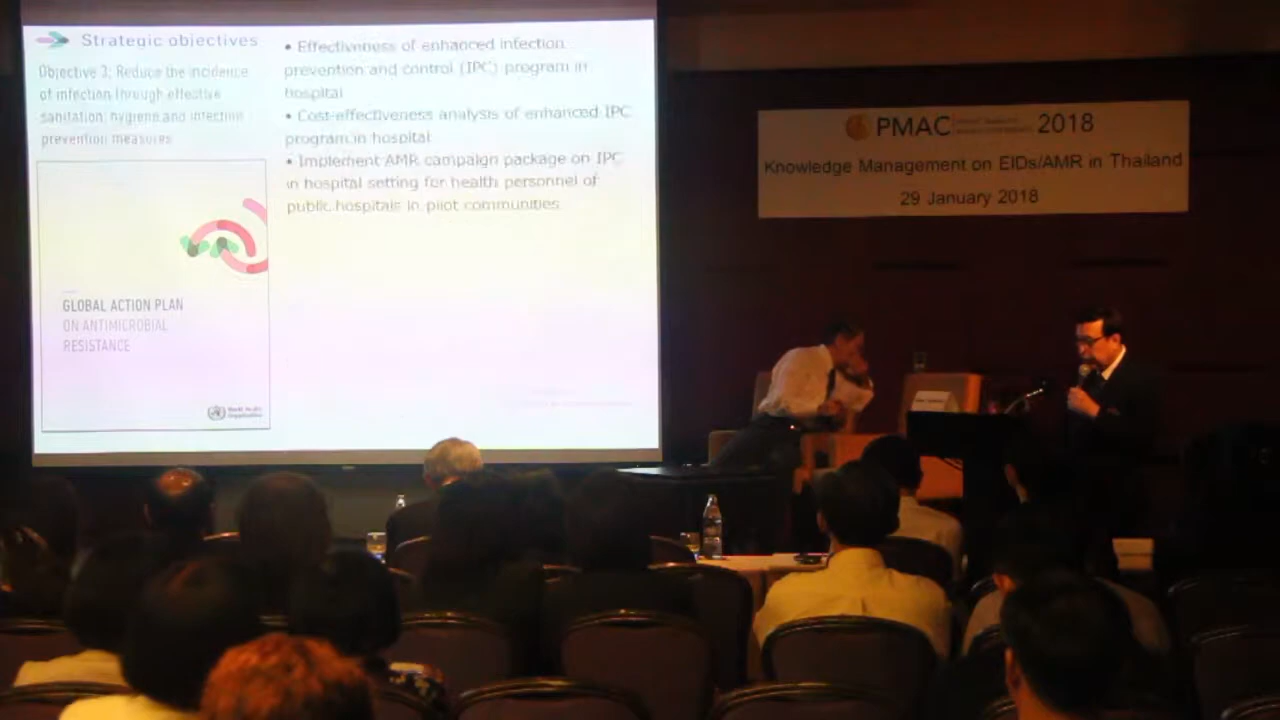 Strategic objectives
Objective 3: Reduce the incidence
of infection through effective
sanitation, hygiene and infection
prevention measures
• Effectiveness of enhanced infection
prevention and control (IPC) program in
hospital
• Cost-effectiveness analysis of enhanced IPC
program in hospital
• Implement AMR campaign package on IPC
in hospital setting for health personnel of
public hospitals in pilot communities.
GLOBAL ACTION PLAN
ON ANTIMICROBIAL
RESISTANCE
World Health
Organization
PMAC 2018
Knowledge Management on EIDs/AMR in Thailand
29 January 2018